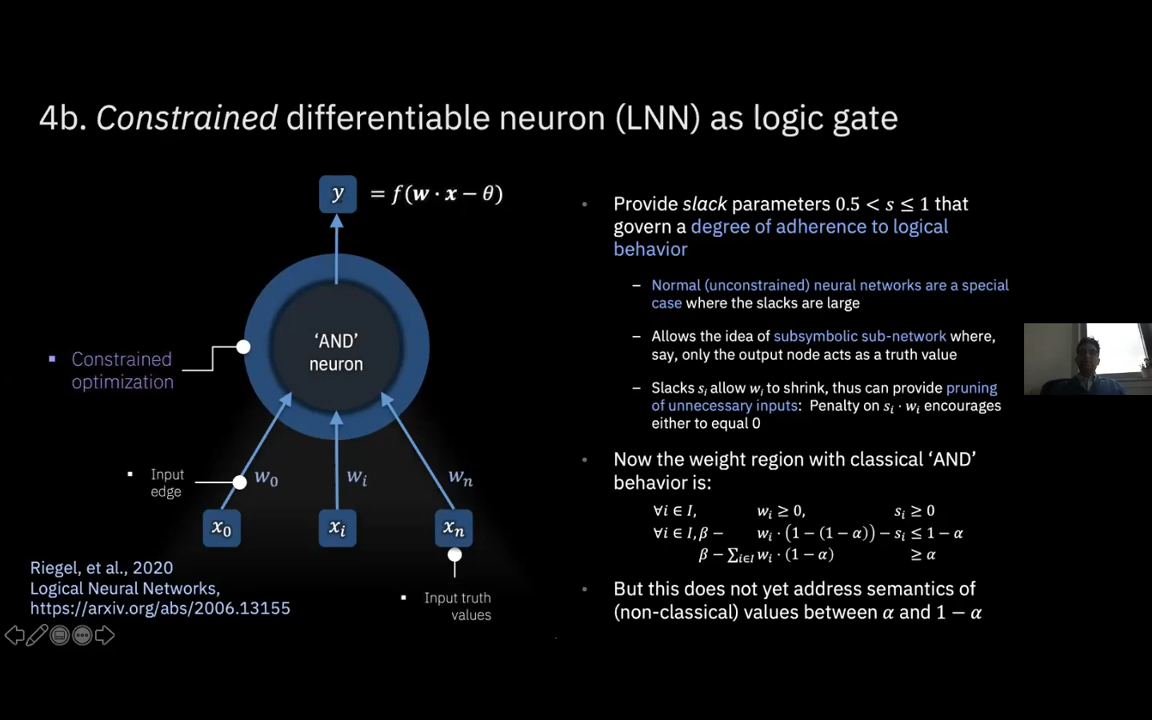 4b. Constrained differentiable neuron (LNN) as logic gate
y = f(w · x − θ)
‘AND’
neuron
Constrained
optimization
Input
edge
w₀
wᵢ
wₙ
x₀
xᵢ
xₙ
Input truth
values
Riegel, et al., 2020
Logical Neural Networks,
https://arxiv.org/abs/2006.13155
• Provide slack parameters 0.5 < s ≤ 1 that
govern a degree of adherence to logical
behavior
– Normal (unconstrained) neural networks are a special
case where the slacks are large
– Allows the idea of subsymbolic sub-network where,
say, only the output node acts as a truth value
– Slacks sᵢ allow wᵢ to shrink, thus can provide pruning
of unnecessary inputs: Penalty on sᵢ · wᵢ encourages
either to equal 0
• Now the weight region with classical ‘AND’
behavior is:
∀i ∈ I, wᵢ ≥ 0, sᵢ ≥ 0
∀i ∈ I, β − wᵢ · (1 − (1 − α)) − sᵢ ≤ 1 − α
β − ∑i∈I wᵢ · (1 − α) ≥ α
• But this does not yet address semantics of
(non-classical) values between α and 1 − α